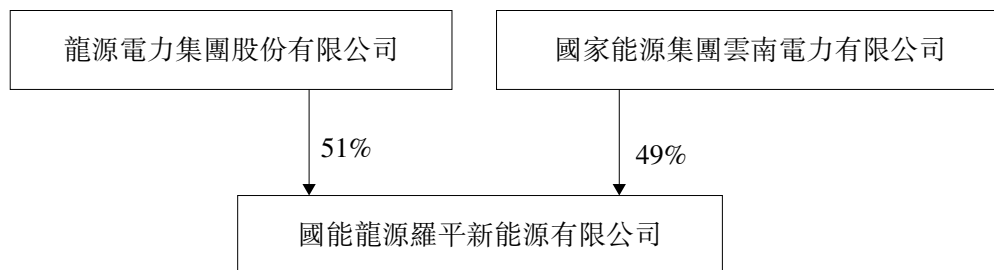 龍源電力集團股份有限公司
國家能源集團雲南電力有限公司
51%
49%
國能龍源羅平新能源有限公司